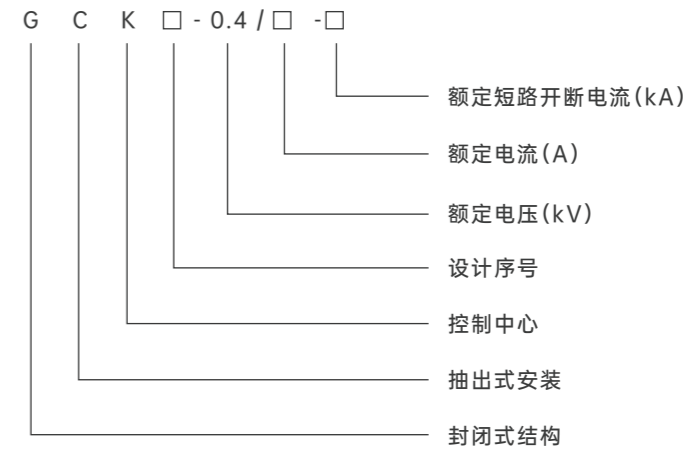 G C K □ - 0.4 / □ -□
额定短路开断电流(kA)
额定电流(A)
额定电压(kV)
设计序号
控制中心
抽出式安装
封闭式结构